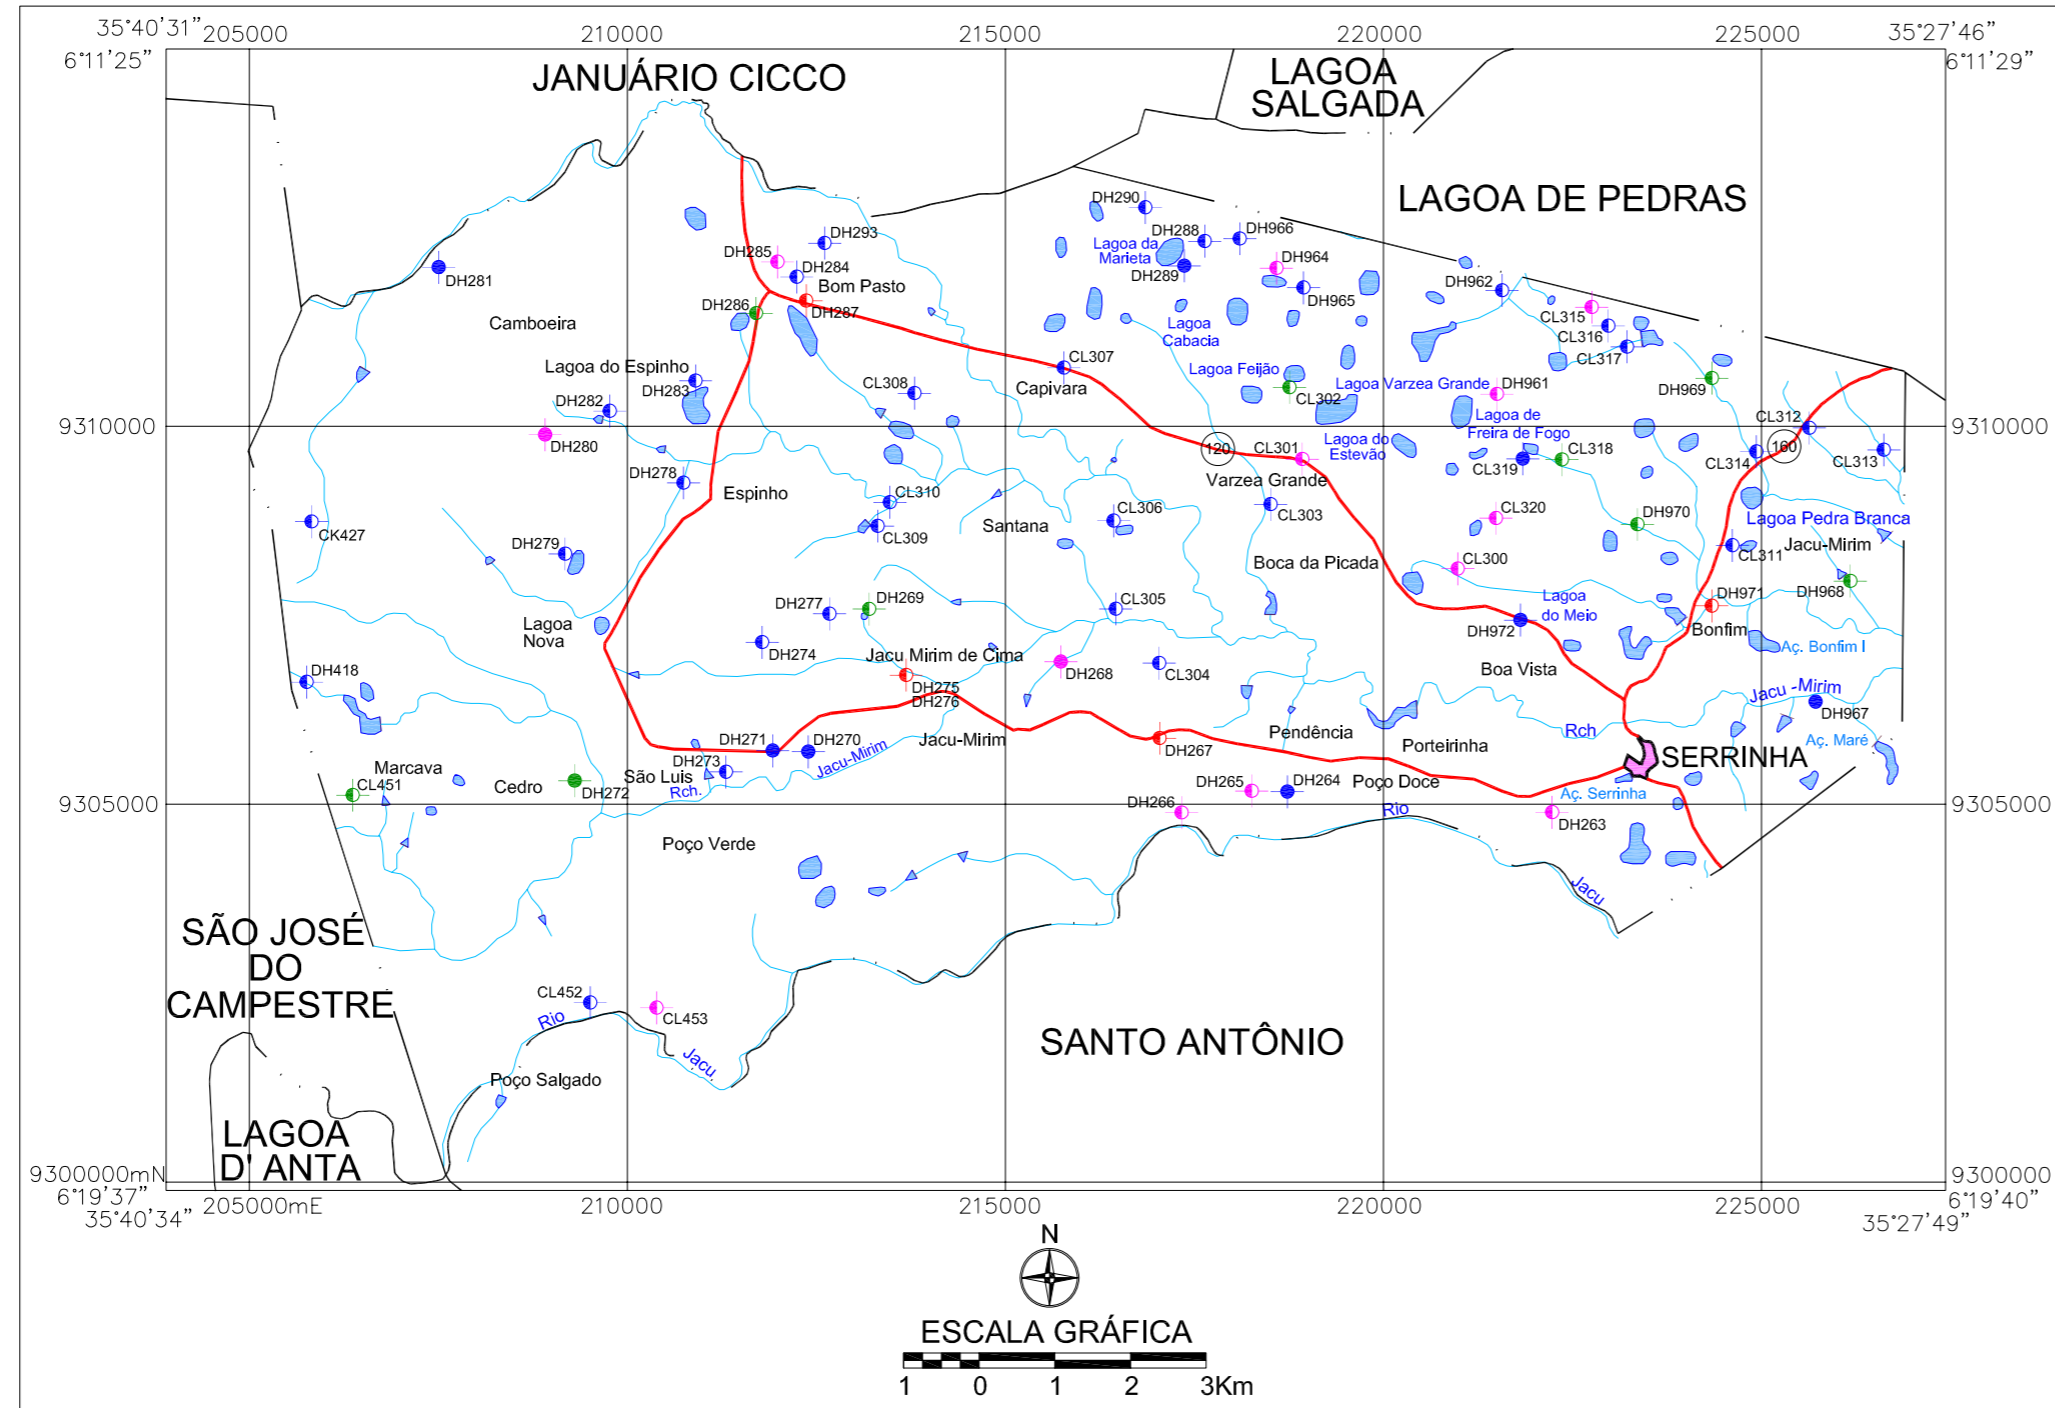 35°40'31"
205000
210000
215000
220000
225000
35°27'46"
6°11'25"
6°11'29"
JANUÁRIO CICCO
LAGOA
SALGADA
LAGOA DE PEDRAS
DH290
DH288
DH966
DH293
DH285
DH284
Lagoa da
Marieta
DH289
DH964
DH965
DH962
DH281
Bom Pasto
DH286
DH287
CL315
CL316
CL317
Camboeira
Lagoa
Cabacia
Lagoa do Espinho
DH283
CL307
Capivara
Lagoa Feijão
CL302
Lagoa Varzea Grande
DH961
DH969
DH282
CL308
Lagoa de
Freira de Fogo
CL312
9310000
9310000
DH280
120
CL301
Lagoa do
Estevão
CL319
CL318
CL314
160
CL313
DH278
Espinho
CL310
Varzea Grande
CL303
CK427
CL309
Santana
CL306
CL320
DH970
Lagoa Pedra Branca
DH279
Boca da Picada
CL300
CL311
Jacu-Mirim
DH968
DH277
DH269
CL305
Lagoa
do Meio
DH971
Lagoa
Nova
DH274
DH972
Bonfim
Jacu Mirim de Cima
DH268
CL304
Boa Vista
Aç. Bonfim I
DH418
DH275
DH276
Jacu -Mirim
DH967
DH271
DH270
Jacu-Mirim
DH267
Pendência
Rch
Aç. Maré
Marcava
DH273
Jacu-Mirim
Porteirinha
SERRINHA
CL451
Cedro
DH272
São Luis
Rch.
DH265
DH264
Poço Doce
Aç. Serrinha
9305000
9305000
DH266
Rio
DH263
Poço Verde
Jacu
SÃO JOSÉ
DO
CAMPESTRE
CL452
CL453
Rio
Jacu
SANTO ANTÔNIO
Poço Salgado
LAGOA
D' ANTA
9300000mN
9300000
6°19'37"
6°19'40"
35°40'34"
205000mE
210000
215000
220000
225000
35°27'49"
N
ESCALA GRÁFICA
1 0 1 2 3Km